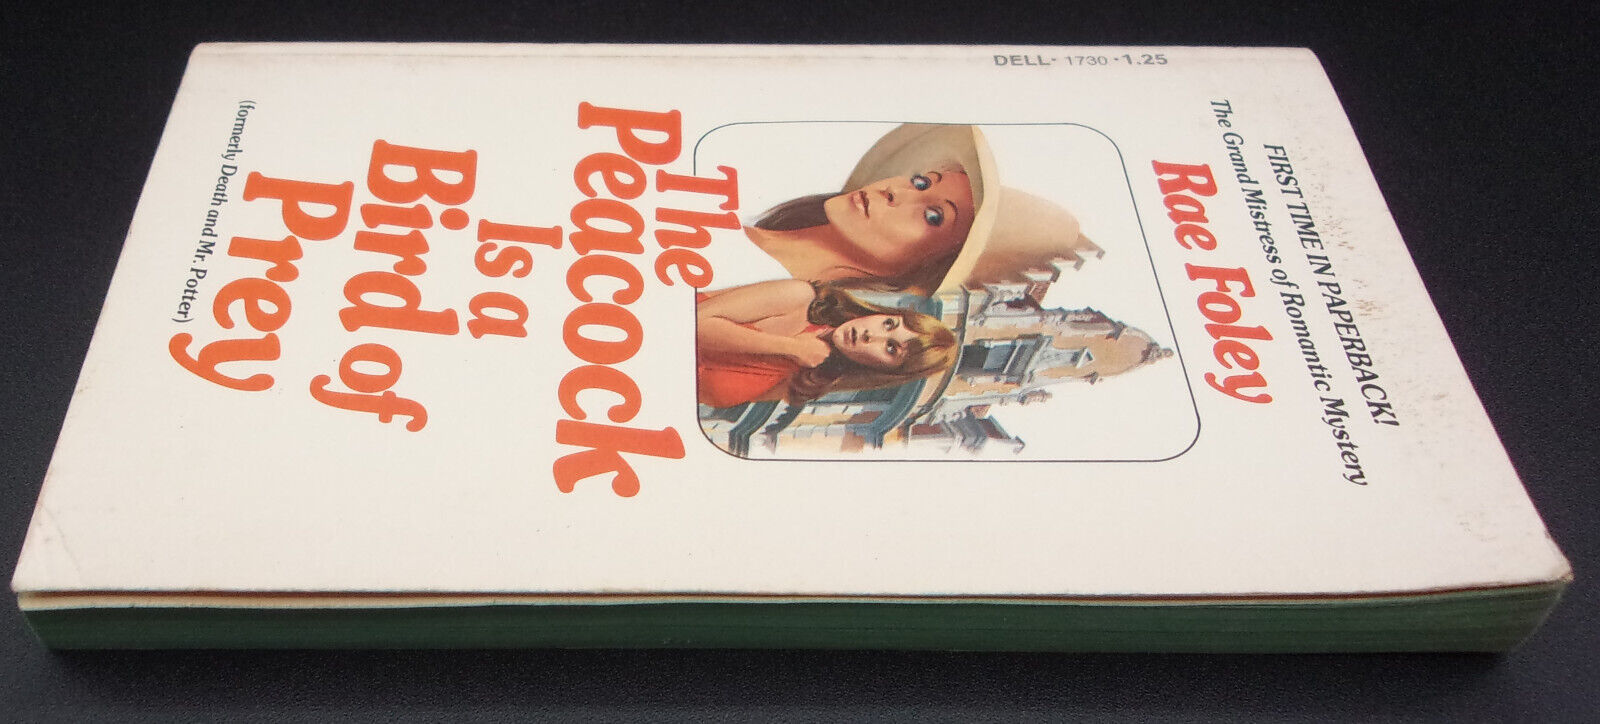 DELL• 1730 •1.25
FIRST TIME IN PAPERBACK!
The Grand Mistress of Romantic Mystery
Rae Foley
The
Peacock
Is a
Bird of
Prey
(formerly Death and Mr. Potter)